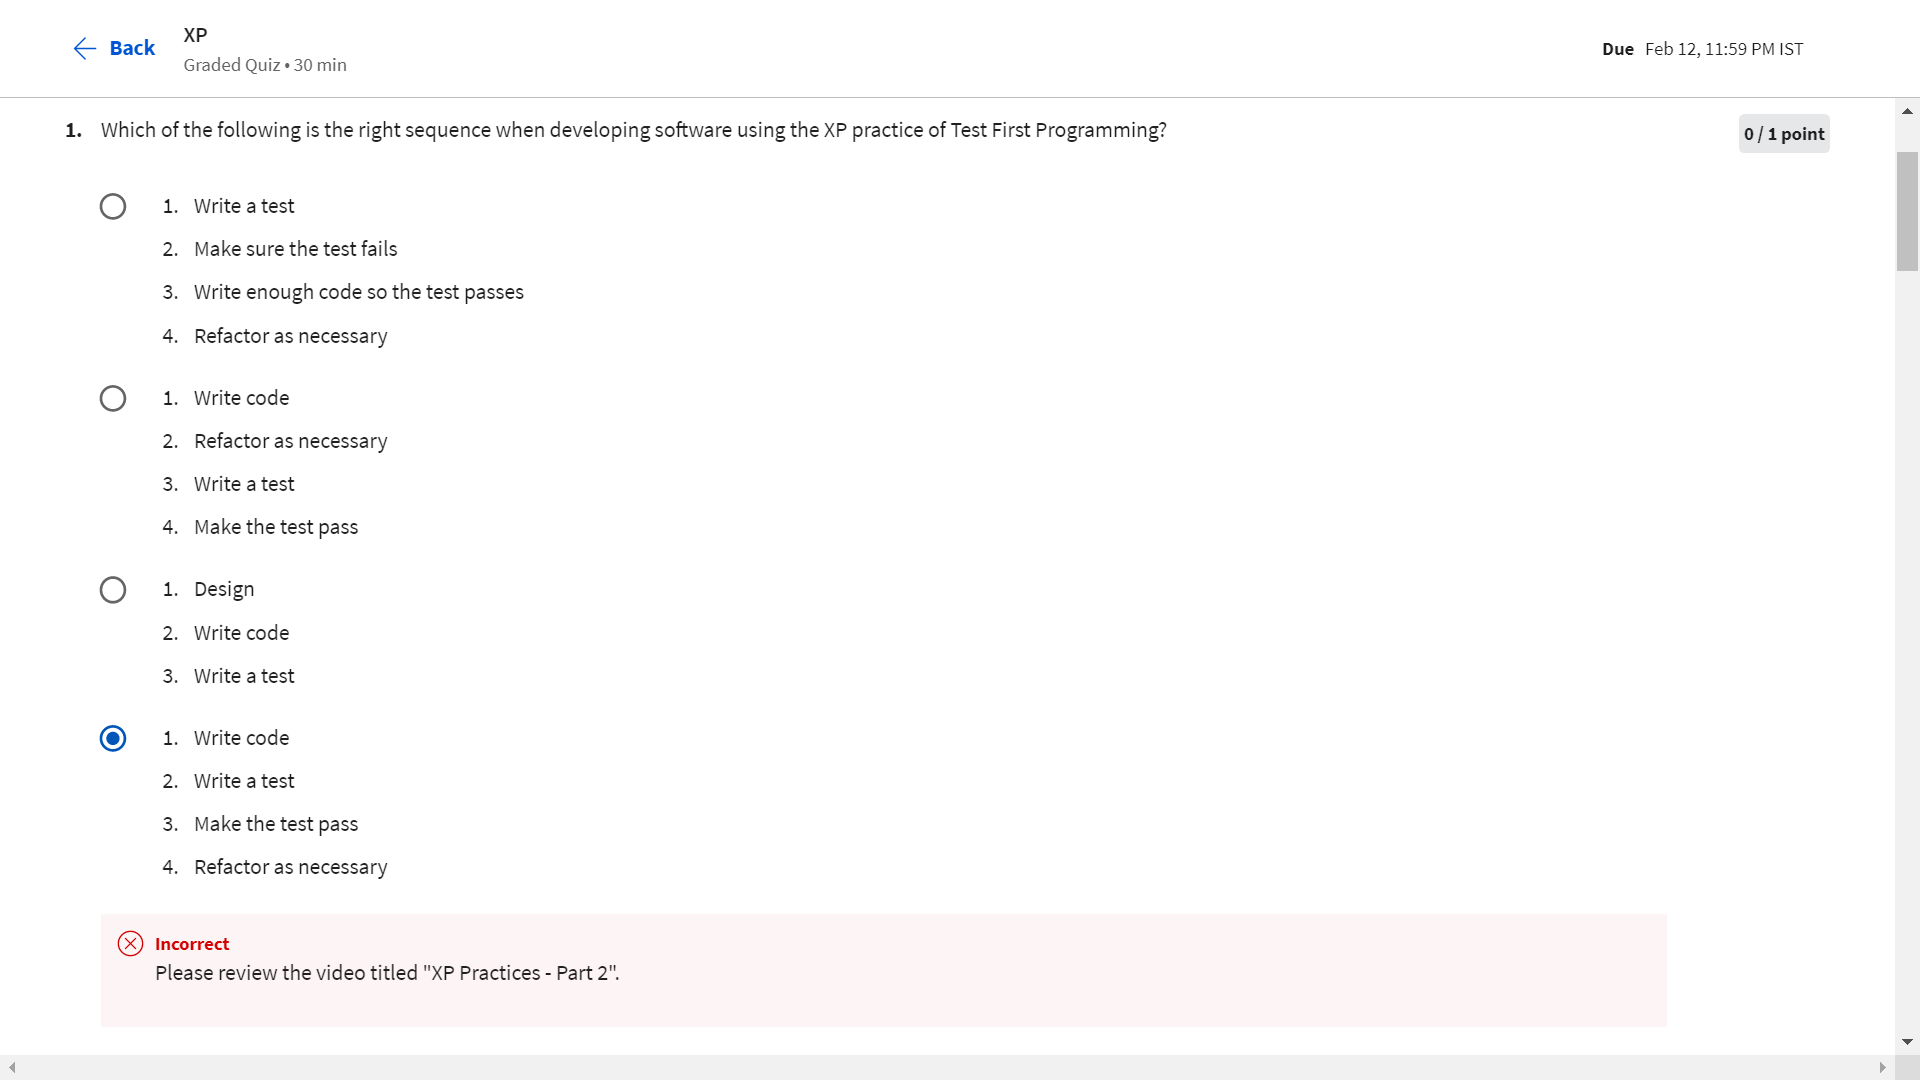 Back
XP
Graded Quiz • 30 min
Due Feb 12, 11:59 PM IST
1. Which of the following is the right sequence when developing software using the XP practice of Test First Programming?
0 / 1 point
1. Write a test
2. Make sure the test fails
3. Write enough code so the test passes
4. Refactor as necessary
1. Write code
2. Refactor as necessary
3. Write a test
4. Make the test pass
1. Design
2. Write code
3. Write a test
1. Write code
2. Write a test
3. Make the test pass
4. Refactor as necessary
Incorrect
Please review the video titled "XP Practices - Part 2".